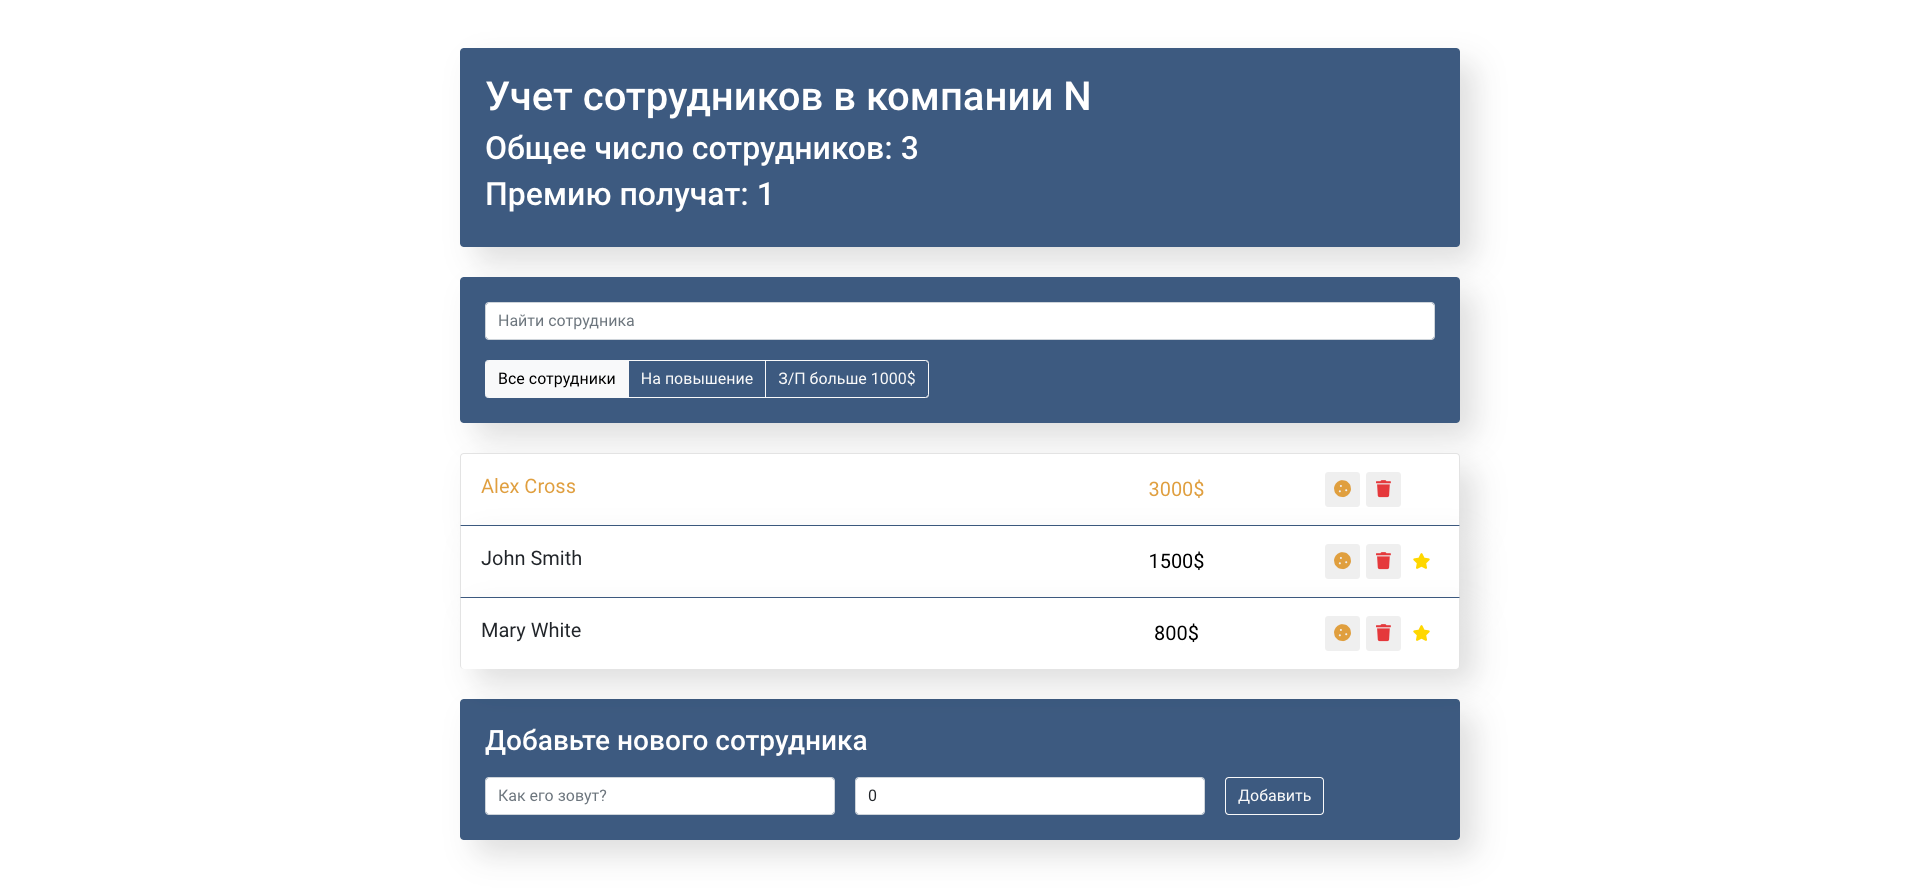 Учет сотрудников в компании N
Общее число сотрудников: 3
Премию получат: 1
Найти сотрудника
Все сотрудники На повышение З/П больше 1000$
Alex Cross 3000$
John Smith 1500$
Mary White 800$
Добавьте нового сотрудника
Как его зовут? 0 Добавить